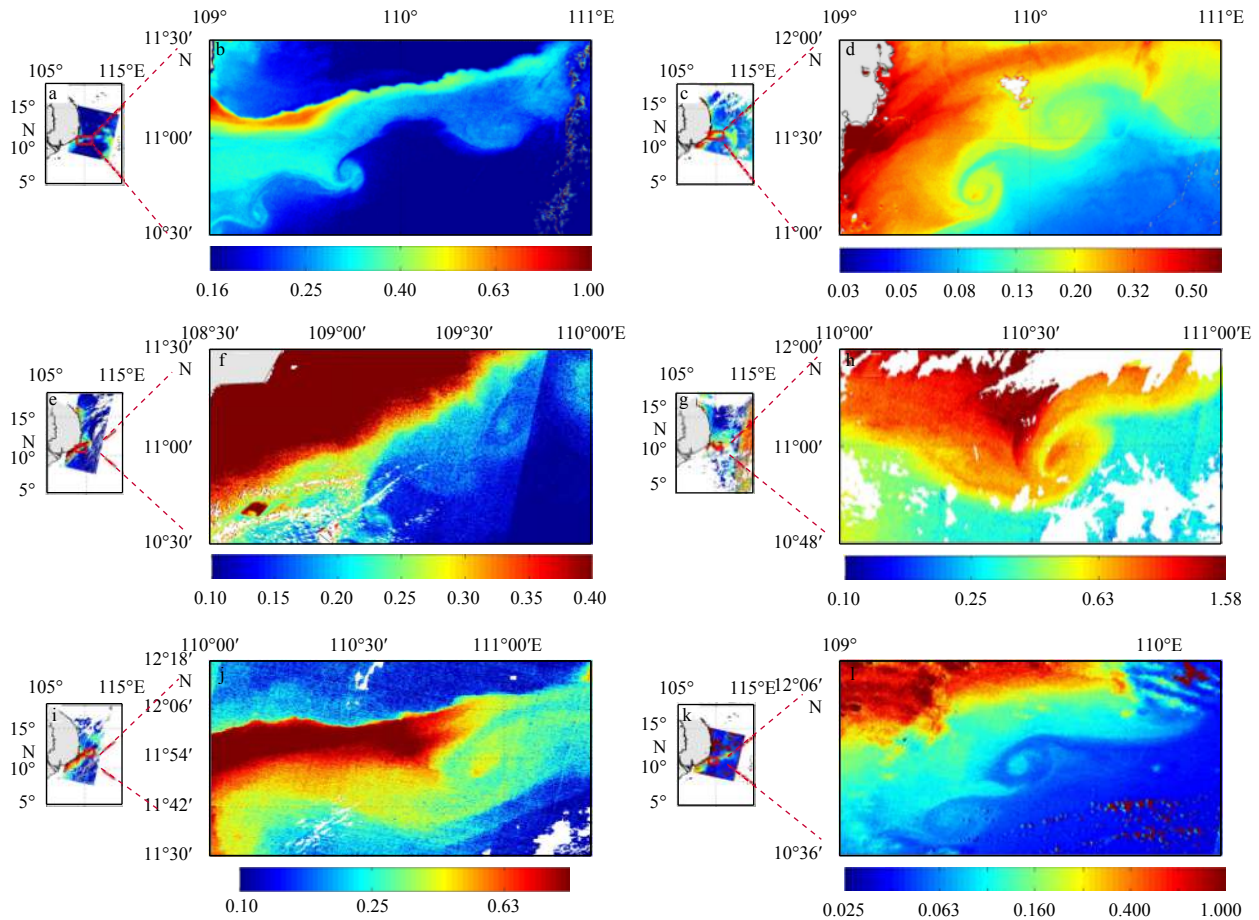 109° 110° 111°E
11°30′
N
11°00′
10°30′
b
105° 115°E
15°
N
10°
5°
a
0.16 0.25 0.40 0.63 1.00
109° 110° 111°E
12°00′
N
11°30′
11°00′
d
105° 115°E
15°
N
10°
5°
c
0.03 0.05 0.08 0.13 0.20 0.32 0.50
108°30′ 109°00′ 109°30′ 110°00′E
11°30′
N
11°00′
10°30′
f
105° 115°E
15°
N
10°
5°
e
0.10 0.15 0.20 0.25 0.30 0.35 0.40
110°00′ 110°30′ 111°00′E
12°00′
N
11°00′
10°48′
h
105° 115°E
15°
N
10°
5°
g
0.10 0.25 0.63 1.58
110°00′ 110°30′ 111°00′E
12°18′
N
12°06′
11°54′
11°42′
11°30′
j
105° 115°E
15°
N
10°
5°
i
0.10 0.25 0.63
109° 110°E
12°06′
N
10°36′
l
105° 115°E
15°
N
10°
5°
k
0.025 0.063 0.160 0.400 1.000